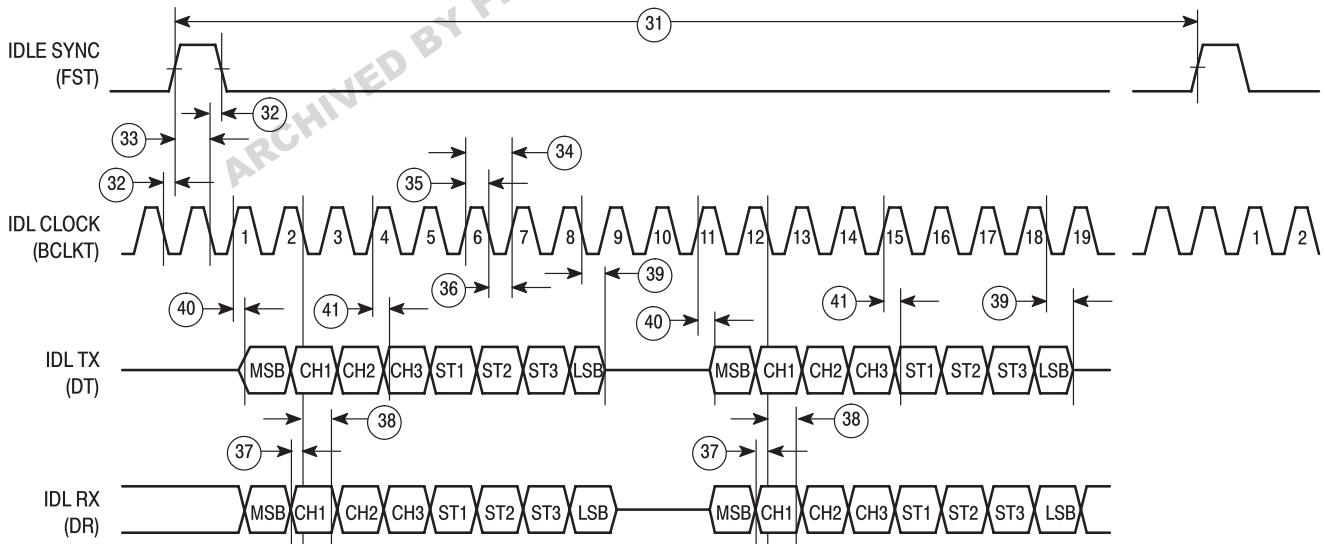 ARCHIVED BY
31
IDLE SYNC
(FST)
32
33
34
35
32
IDL CLOCK
(BCLKT)
1 2 3 4 5 6 7 8 9 10 11 12 13 14 15 16 17 18 19 1 2
36 39
40 41 41 39
40
IDL TX
(DT)
MSB CH1 CH2 CH3 ST1 ST2 ST3 LSB MSB CH1 CH2 CH3 ST1 ST2 ST3 LSB
38 38
37 37
IDL RX
(DR)
MSB CH1 CH2 CH3 ST1 ST2 ST3 LSB MSB CH1 CH2 CH3 ST1 ST2 ST3 LSB